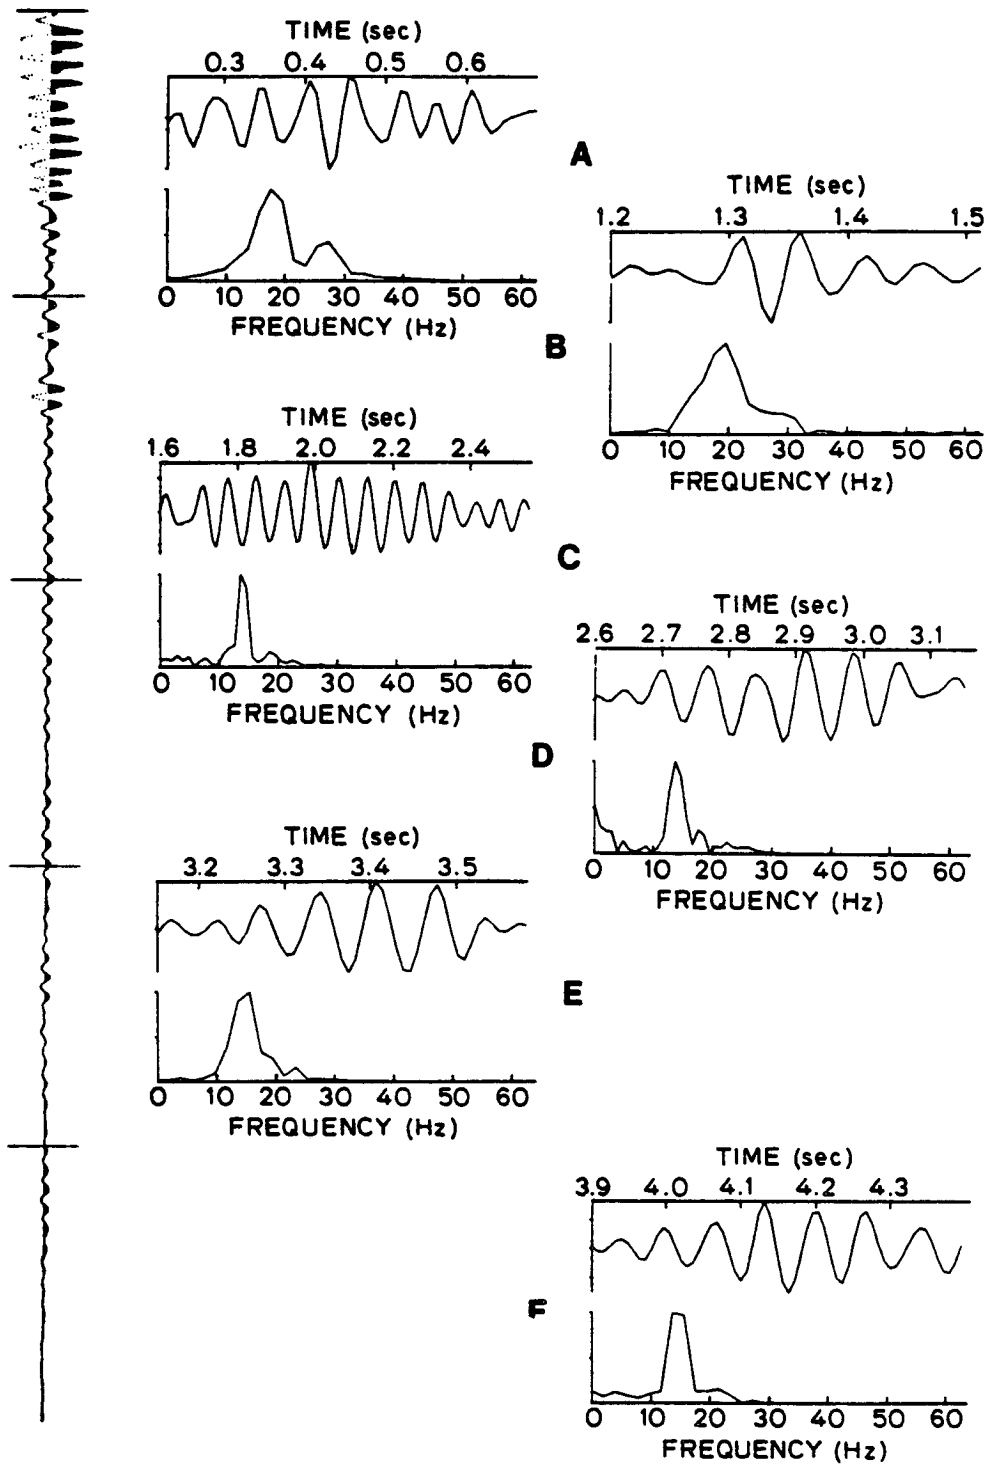 TIME (sec)
0.3 0.4 0.5 0.6
0 10 20 30 40 50 60
FREQUENCY (Hz)
A
TIME (sec)
1.2 1.3 1.4 1.5
0 10 20 30 40 50 60
FREQUENCY (Hz)
B
TIME (sec)
1.6 1.8 2.0 2.2 2.4
0 10 20 30 40 50 60
FREQUENCY (Hz)
C
TIME (sec)
2.6 2.7 2.8 2.9 3.0 3.1
0 10 20 30 40 50 60
FREQUENCY (Hz)
D
TIME (sec)
3.2 3.3 3.4 3.5
0 10 20 30 40 50 60
FREQUENCY (Hz)
E
TIME (sec)
3.9 4.0 4.1 4.2 4.3
0 10 20 30 40 50 60
FREQUENCY (Hz)
F